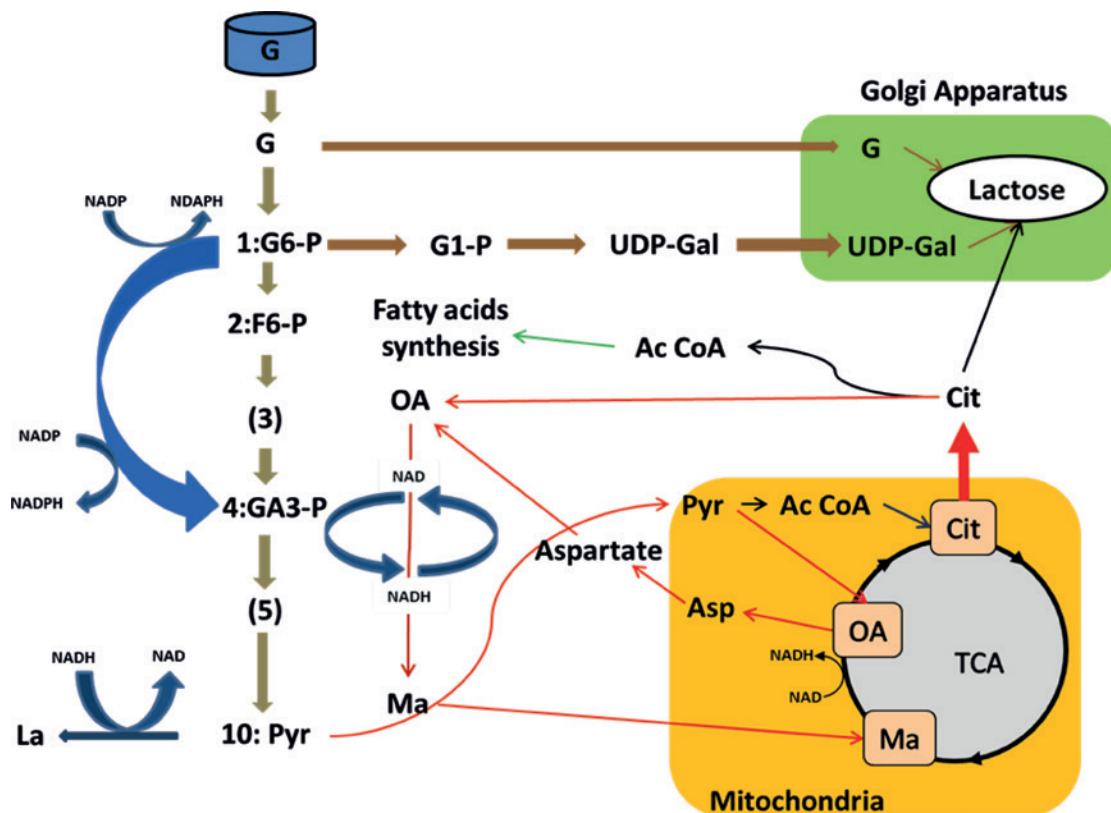 G
Golgi Apparatus
G
G
Lactose
NADP
NDAPH
1:G6-P
G1-P
UDP-Gal
UDP-Gal
2:F6-P
Fatty acids
synthesis
Ac CoA
OA
Cit
(3)
NADP
NAD
NADPH
4:GA3-P
Pyr
Ac CoA
Cit
Aspartate
NADH
(5)
Asp
OA
NADH
TCA
NAD
NADH
NAD
Ma
La
10: Pyr
Ma
Mitochondria